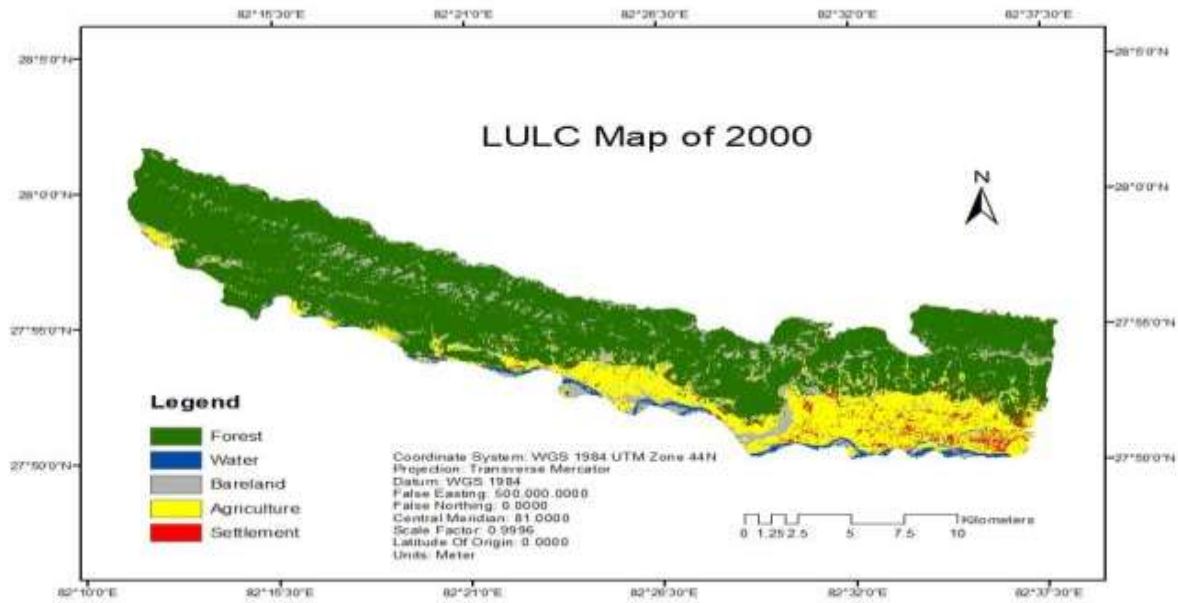 82°15'30"E 82°21'0"E 82°26'30"E 82°32'0"E 82°37'30"E
28°5'0"N 28°5'0"N
LULC Map of 2000
N
28°0'0"N 28°0'0"N
27°55'0"N 27°55'0"N
Legend
Forest
Water
Bareland
Agriculture
Settlement
27°50'0"N 27°50'0"N
Coordinate System: WGS 1984 UTM Zone 44N
Projection: Transverse Mercator
Datum: WGS 1984
False Easting: 500,000.0000
False Northing: 0.0000
Central Meridian: 81.0000
Scale Factor: 0.9996
Latitude Of Origin: 0.0000
Units: Meter
Kilometers
0 1.25 2.5 5 7.5 10
82°10'0"E 82°15'30"E 82°21'0"E 82°26'30"E 82°32'0"E 82°37'30"E